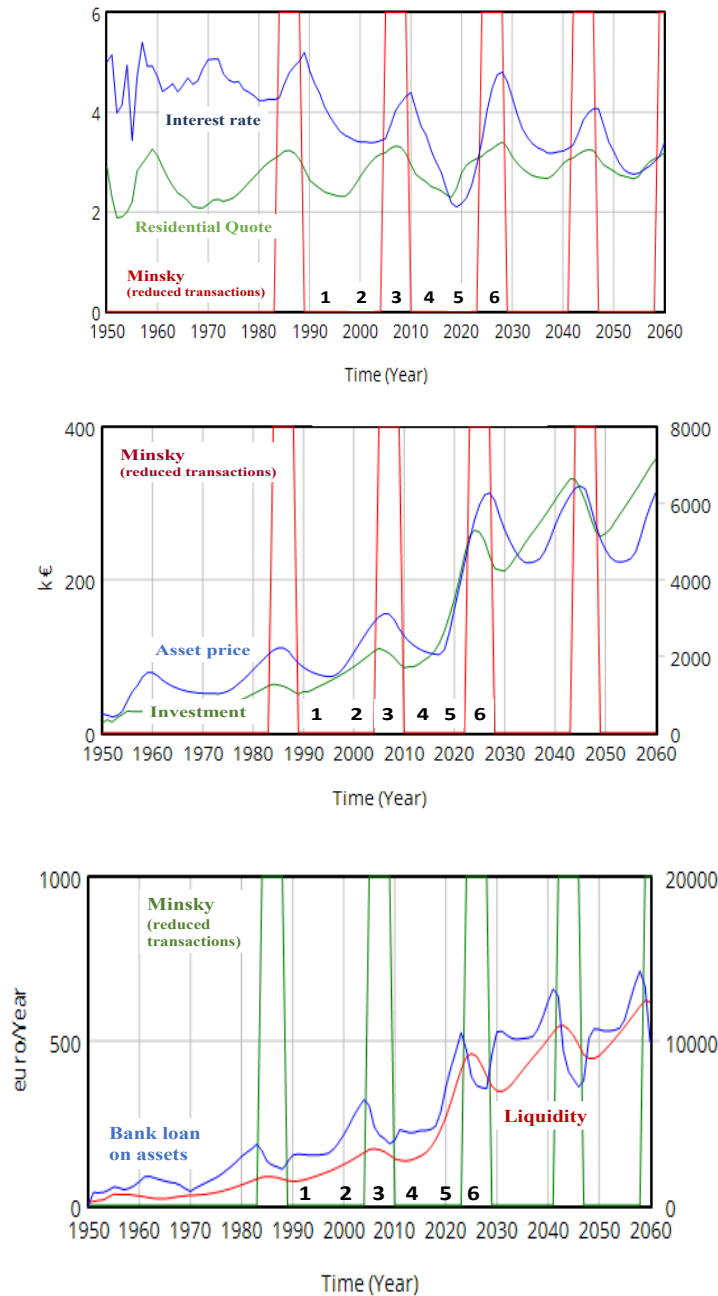 6
4
2
0
Interest rate
Residential Quote
Minsky
(reduced transactions)
1 2 3 4 5 6
1950 1960 1970 1980 1990 2000 2010 2020 2030 2040 2050 2060
Time (Year)
400
200
0
k €
8000
6000
4000
2000
0
Minsky
(reduced transactions)
Asset price
Investment
1 2 3 4 5 6
1950 1960 1970 1980 1990 2000 2010 2020 2030 2040 2050 2060
Time (Year)
1000
500
0
euro/Year
20000
10000
0
Minsky
(reduced
transactions)
Liquidity
Bank loan
on assets
1 2 3 4 5 6
1950 1960 1970 1980 1990 2000 2010 2020 2030 2040 2050 2060
Time (Year)